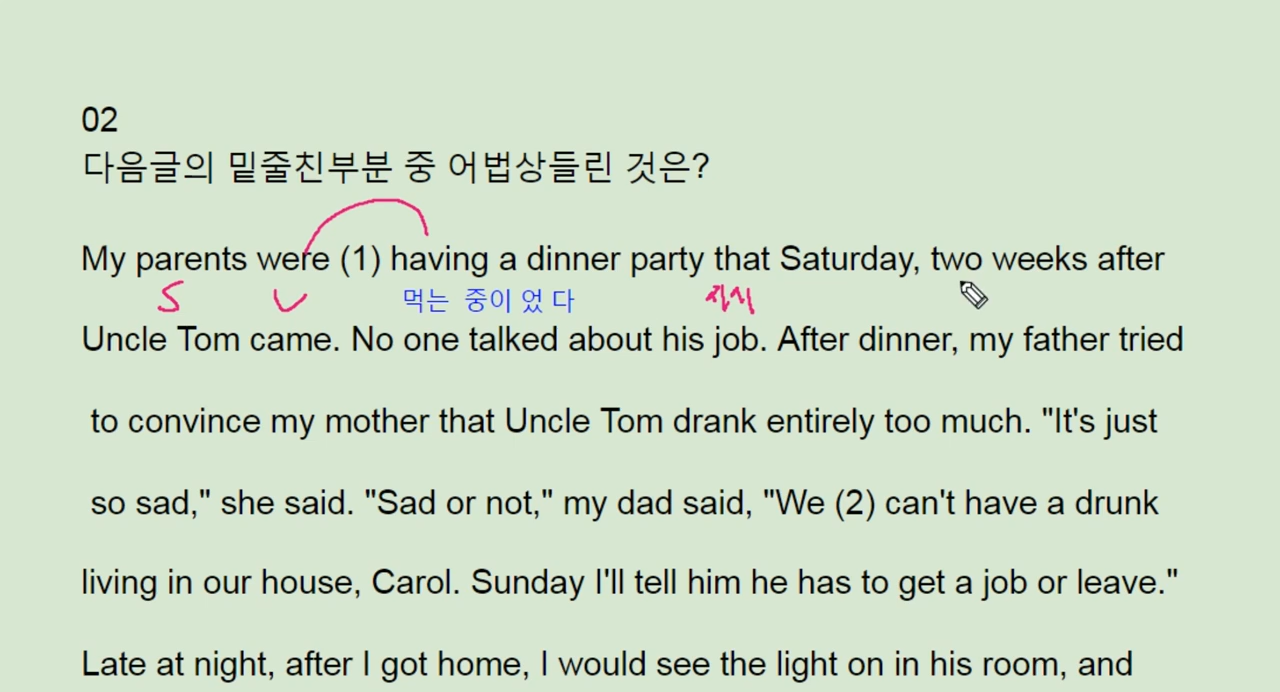 02
다음글의 밑줄친부분 중 어법상들린 것은?
My parents were (1) having a dinner party that Saturday, two weeks after
S V 먹는 중이 었 다 지시
Uncle Tom came. No one talked about his job. After dinner, my father tried
to convince my mother that Uncle Tom drank entirely too much. "It's just
so sad," she said. "Sad or not," my dad said, "We (2) can't have a drunk
living in our house, Carol. Sunday I'll tell him he has to get a job or leave."
Late at night, after I got home, I would see the light on in his room, and